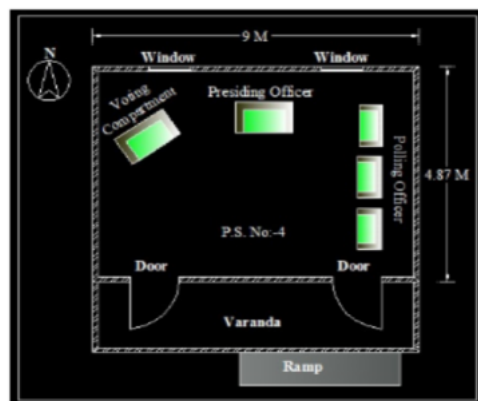 9 M
N
Window
Window
Voting
Compartment
Presiding Officer
Polling Officer
4.87 M
P.S. No:-4
Door
Door
Varanda
Ramp